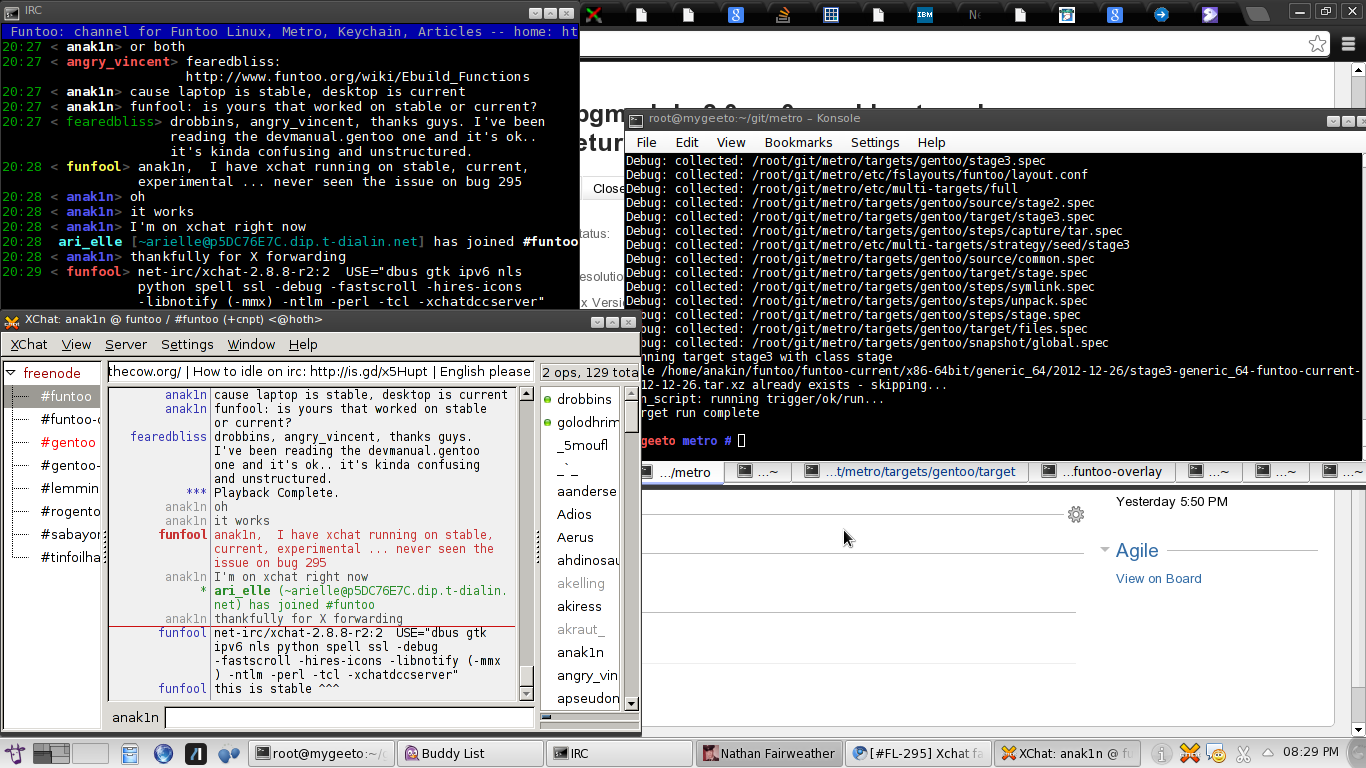 IRC
Funtoo: channel for Funtoo Linux, Metro, Keychain, Articles -- home: ht
20:27 < anak1n> or both
20:27 < angry_vincent> fearedbliss:
http://www.funtoo.org/wiki/Ebuild_Functions
20:27 < anak1n> cause laptop is stable, desktop is current
20:27 < anak1n> funfool: is yours that worked on stable or current?
20:27 < fearedbliss> drobbins, angry_vincent, thanks guys. I've been
reading the devmanual.gentoo one and it's ok..
it's kinda confusing and unstructured.
20:28 < funfool> anak1n,  I have xchat running on stable, current,
experimental ... never seen the issue on bug 295
20:28 < anak1n> oh
20:28 < anak1n> it works
20:28 < anak1n> I'm on xchat right now
20:28  ari_elle [~arielle@p5DC76E7C.dip.t-dialin.net] has joined #funtoo
20:28 < anak1n> thankfully for X forwarding
20:29 < funfool> net-irc/xchat-2.8.8-r2:2  USE="dbus gtk ipv6 nls
python spell ssl -debug -fastscroll -hires-icons
-libnotify (-mmx) -ntlm -perl -tcl -xchatdccserver"
IBM
Close
tatus:
esolutio
x Versio
root@mygeeto:~/git/metro – Konsole
File Edit View Bookmarks Settings Help
Debug: collected: /root/git/metro/targets/gentoo/stage3.spec
Debug: collected: /root/git/metro/etc/fslayouts/funtoo/layout.conf
Debug: collected: /root/git/metro/etc/multi-targets/full
Debug: collected: /root/git/metro/targets/gentoo/source/stage2.spec
Debug: collected: /root/git/metro/targets/gentoo/target/stage3.spec
Debug: collected: /root/git/metro/targets/gentoo/steps/capture/tar.spec
Debug: collected: /root/git/metro/etc/multi-targets/strategy/seed/stage3
Debug: collected: /root/git/metro/targets/gentoo/source/common.spec
Debug: collected: /root/git/metro/targets/gentoo/target/stage.spec
Debug: collected: /root/git/metro/targets/gentoo/steps/symlink.spec
Debug: collected: /root/git/metro/targets/gentoo/steps/unpack.spec
Debug: collected: /root/git/metro/targets/gentoo/steps/stage.spec
bug: collected: /root/git/metro/targets/gentoo/target/files.spec
bug: collected: /root/git/metro/targets/gentoo/snapshot/global.spec
nning target stage3 with class stage
le /home/anakin/funtoo/funtoo-current/x86-64bit/generic_64/2012-12-26/stage3-generic_64-funtoo-current-
12-12-26.tar.xz already exists - skipping...
n_script: running trigger/ok/run...
rget run complete
geeto metro #
.../metro ...~ ...t/metro/targets/gentoo/target ...funtoo-overlay ...~ ...~
Yesterday 5:50 PM
Agile
View on Board
XChat: anak1n @ funtoo / #funtoo (+cnpt) <@hoth>
XChat View Server Settings Window Help
freenode
#funtoo
#funtoo-
#gentoo
#gentoo-
#lemmin
#rogento
#sabayon
#tinfoilha
thecow.org/ | How to idle on irc: http://is.gd/x5Hupt | English please
anak1n cause laptop is stable, desktop is current
anak1n funfool: is yours that worked on stable
or current?
fearedbliss drobbins, angry_vincent, thanks guys.
I've been reading the devmanual.gentoo
one and it's ok.. it's kinda confusing
and unstructured.
*** Playback Complete.
anak1n oh
anak1n it works
funfool anak1n,  I have xchat running on stable,
current, experimental ... never seen the
issue on bug 295
anak1n I'm on xchat right now
* ari_elle (~arielle@p5DC76E7C.dip.t-dialin.
net) has joined #funtoo
anak1n thankfully for X forwarding
funfool net-irc/xchat-2.8.8-r2:2  USE="dbus gtk
ipv6 nls python spell ssl -debug
-fastscroll -hires-icons -libnotify (-mmx
) -ntlm -perl -tcl -xchatdccserver"
funfool this is stable ^^^
anak1n
2 ops, 129 tota
drobbins
golodhrim
_5moufl
_`_
aanderse
Adios
Aerus
ahdinosau
akelling
akiress
akraut_
anak1n
angry_vin
apseudon
root@mygeeto:~/g
Buddy List
IRC
Nathan Fairweather
[#FL-295] Xchat fa
XChat: anak1n @ fu
08:29 PM